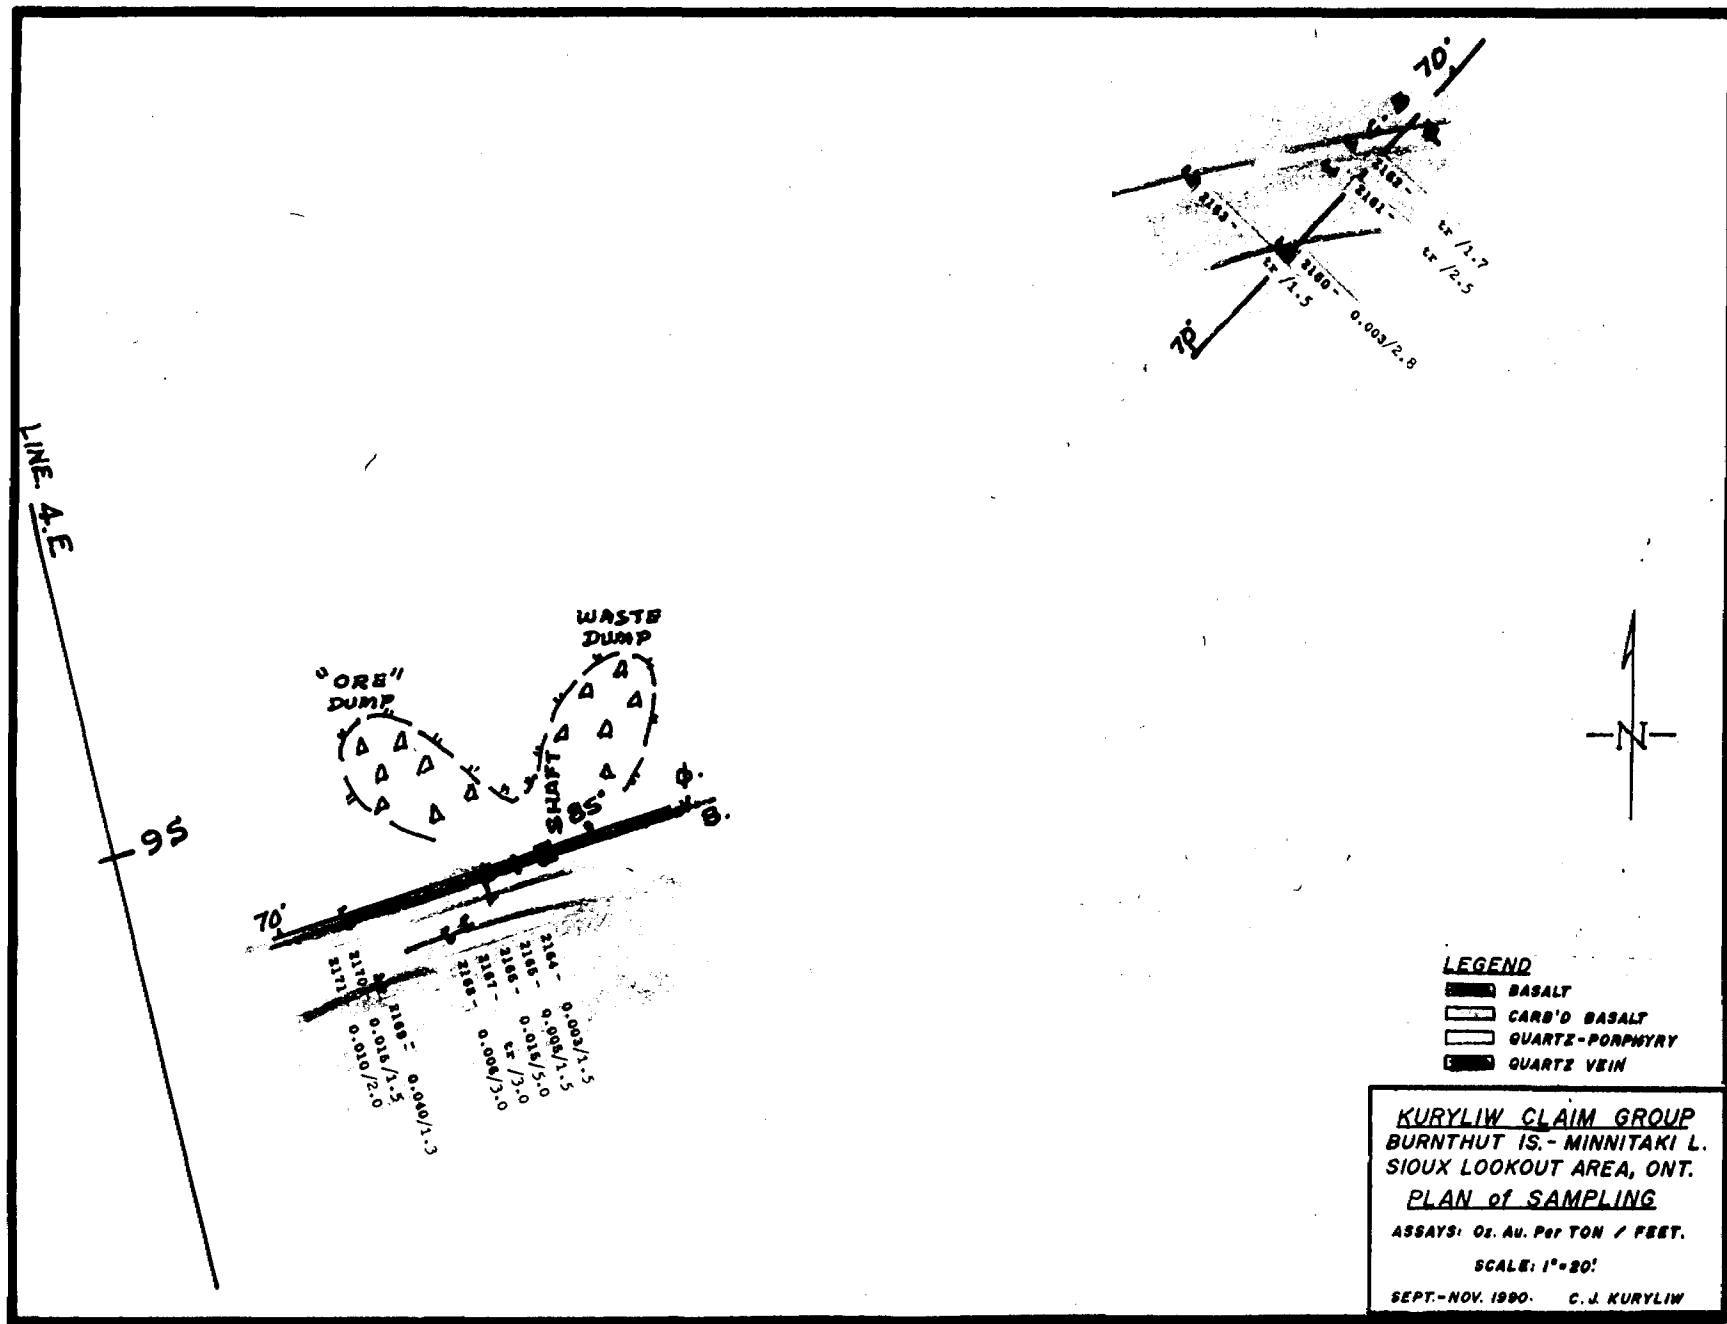 70°
2162 -
tr /1.7
2161 -
tr /2.5
2163 -
tr /1.5
2160 -
0.003/2.8
70°
LINE 4.E
9S
WASTE
DUMP
"ORE"
DUMP
SHAFT
85°
φ.
B.
70°
2164 - 0.003/1.5
2165 - 0.005/1.5
2166 - 0.015/5.0
2167 - tr /3.0
2168 - 0.006/3.0
2169 - 0.040/1.3
2170 - 0.015/1.5
2171 - 0.010/2.0
N
LEGEND
BASALT
CARB'D BASALT
QUARTZ-PORPHYRY
QUARTZ VEIN
KURYLIW CLAIM GROUP
BURNTHUT IS.- MINNITAKI L.
SIOUX LOOKOUT AREA, ONT.
PLAN of SAMPLING
ASSAYS: Oz. Au. Per TON / FEET.
SCALE: 1"=20'
SEPT.-NOV. 1990. C. J. KURYLIW